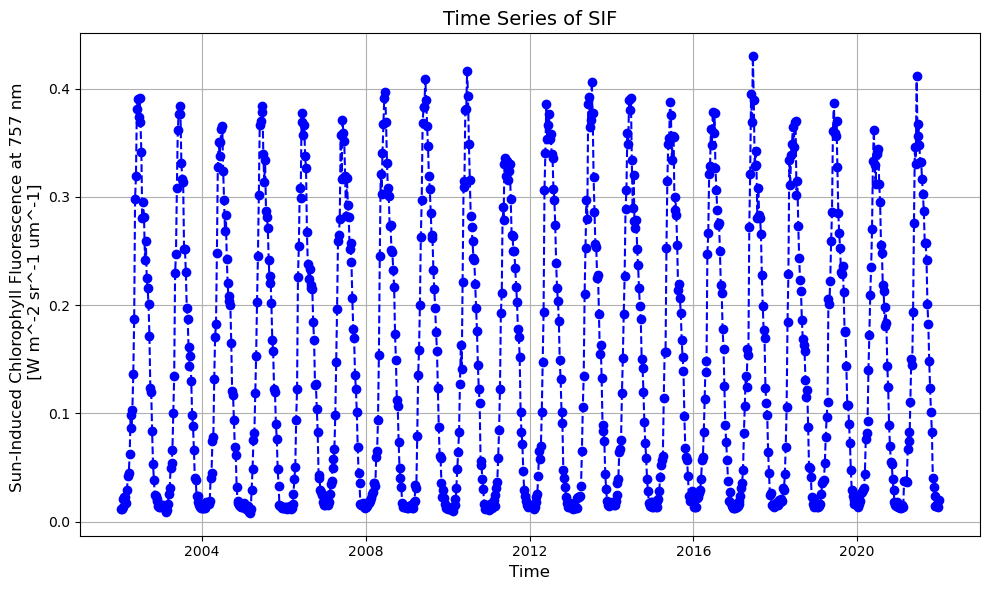 Time Series of SIF
Sun-Induced Chlorophyll Fluorescence at 757 nm
[W m^-2 sr^-1 um^-1]
0.4
0.3
0.2
0.1
0.0
2004
2008
2012
2016
2020
Time